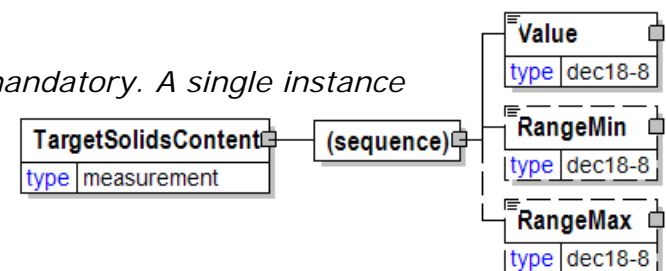 Value
type dec18-8
mandatory. A single instance
RangeMin
type dec18-8
TargetSolidsContent
type measurement
(sequence)
RangeMax
type dec18-8